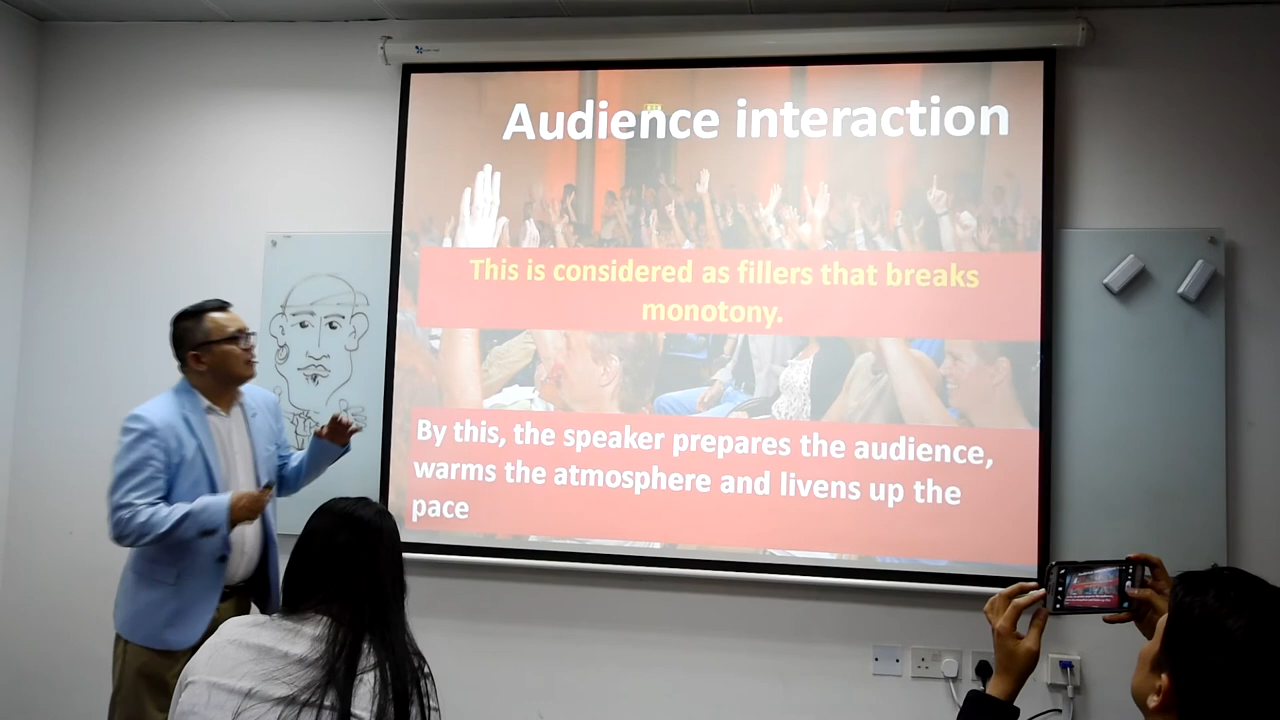 Audience interaction
This is considered as fillers that breaks
monotony.
By this, the speaker prepares the audience,
warms the atmosphere and livens up the
pace